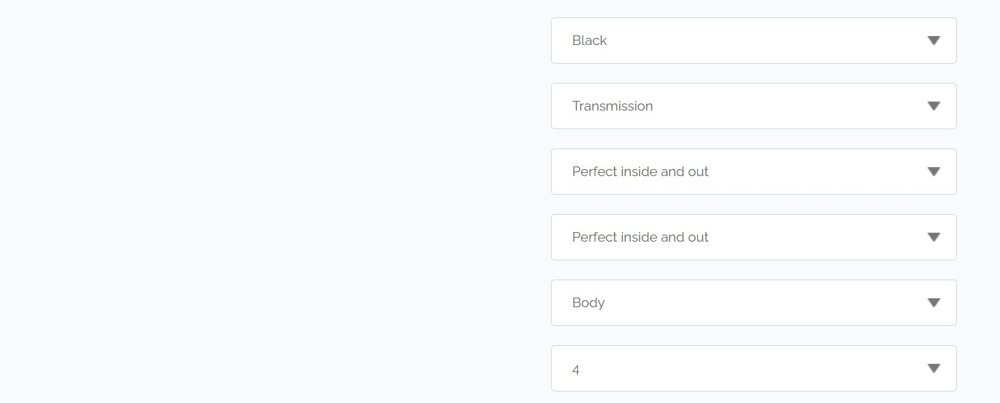 Black
Transmission
Perfect inside and out
Perfect inside and out
Body
4